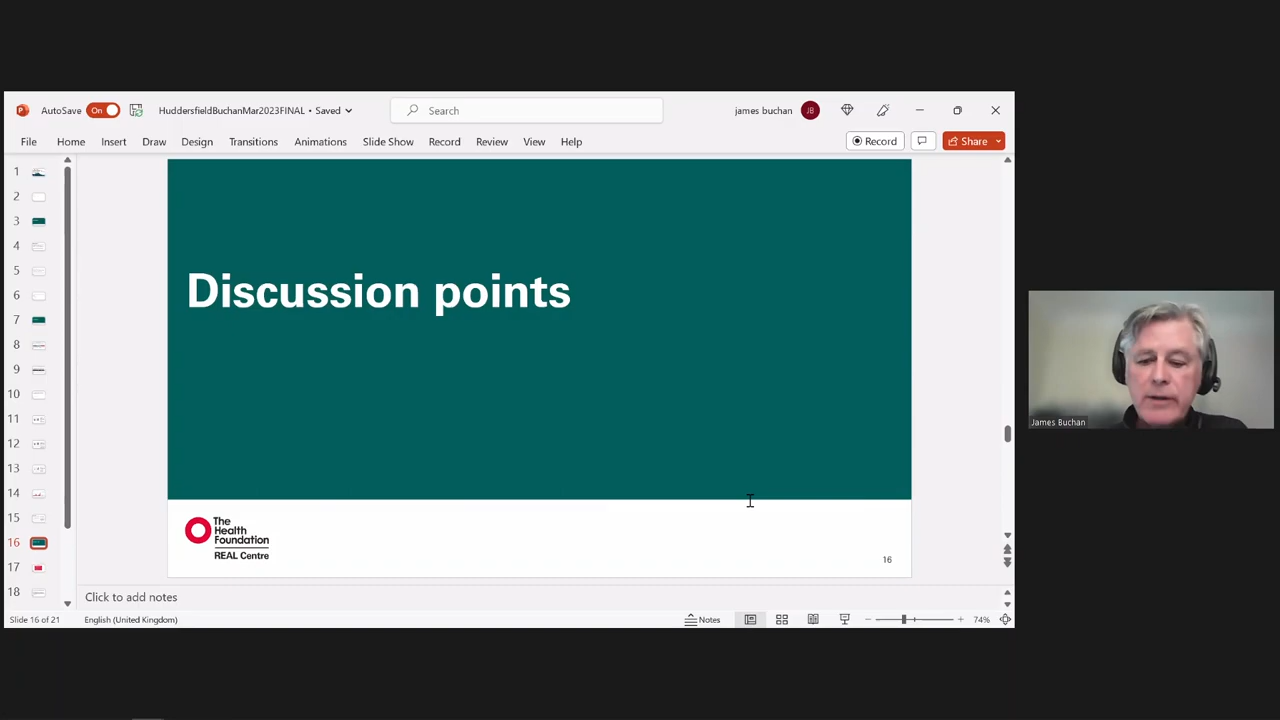 AutoSave On HuddersfieldBuchanMar2023FINAL • Saved Search james buchan JB
File Home Insert Draw Design Transitions Animations Slide Show Record Review View Help Record Share
1
2
3
4
5
6
7
8
9
10
11
12
13
14
15
16
17
18
Discussion points
The
Health
Foundation
REAL Centre
16
James Buchan
Click to add notes
Slide 16 of 21 English (United Kingdom) Notes 74%